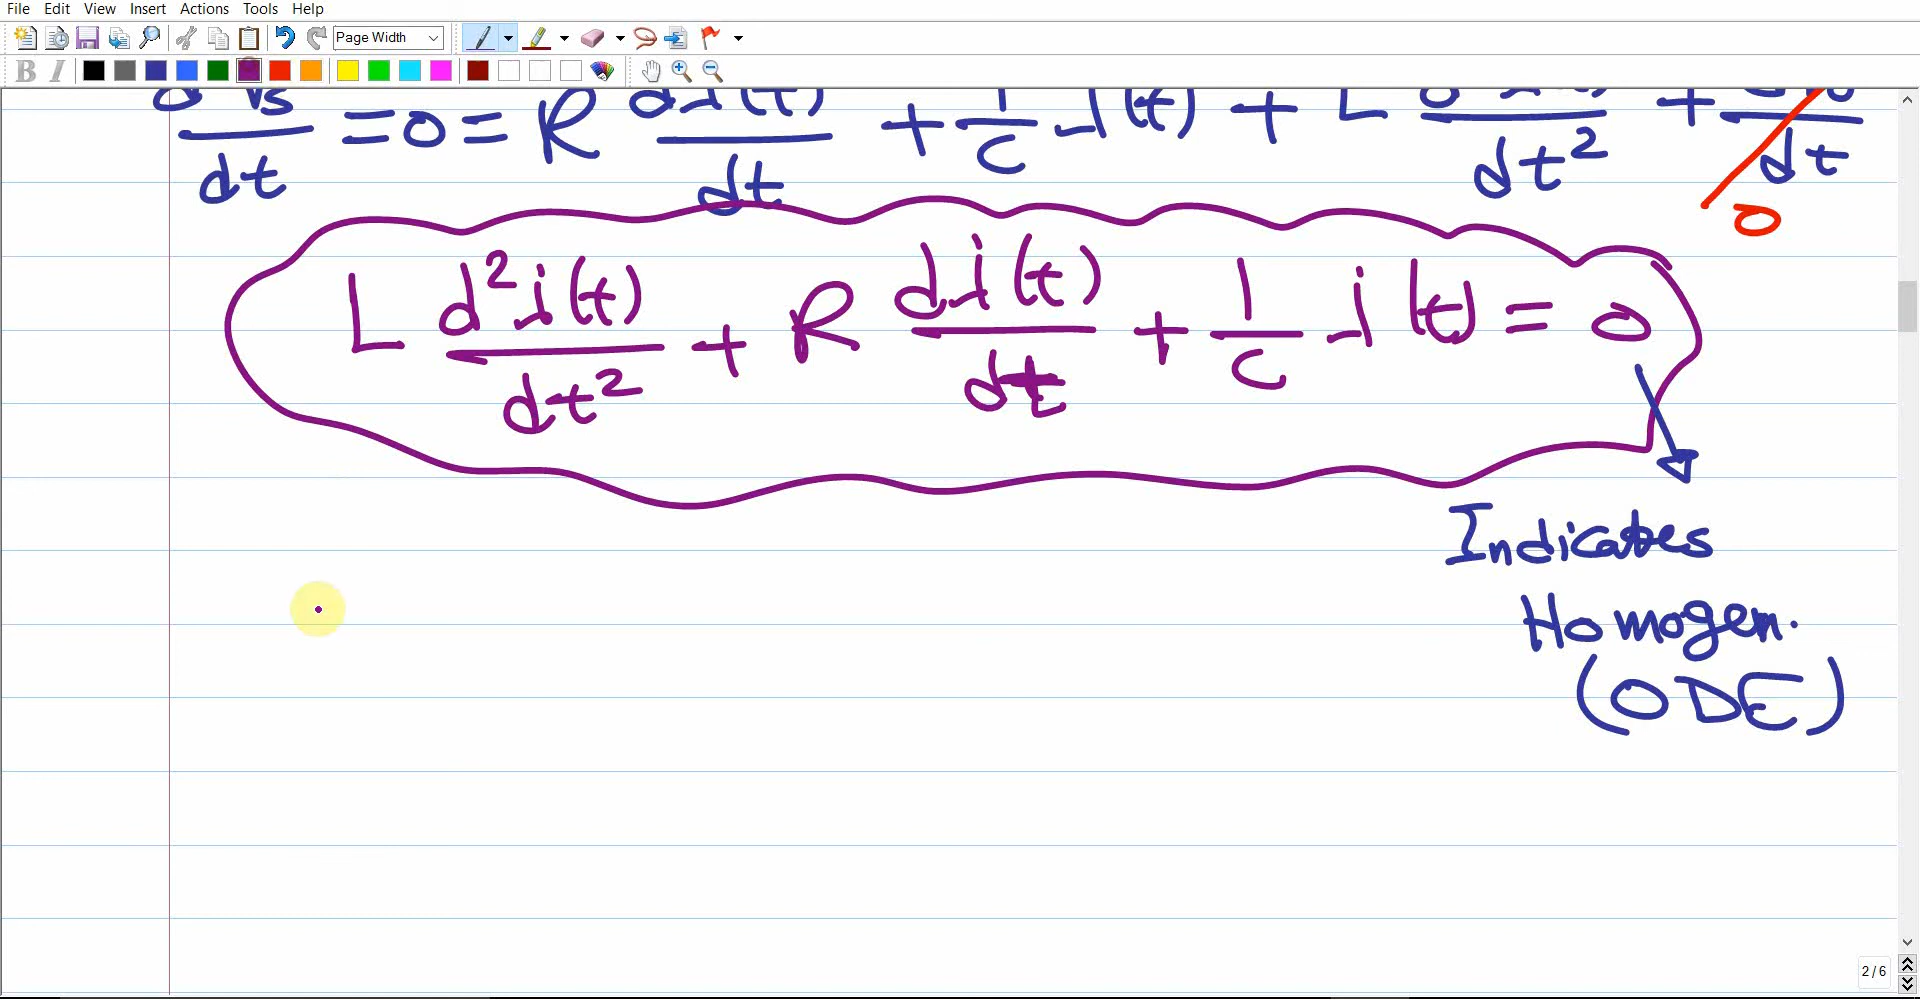 File Edit View Insert Actions Tools Help
Page Width
B I
d Vs/dt = 0 = R di(t)/dt + 1/C i(t) + L d²i(t)/dt² +
0
L d²i(t)/dt² + R di(t)/dt + 1/C i(t) = 0
Indicates
Homogen.
(ODE)
2 / 6